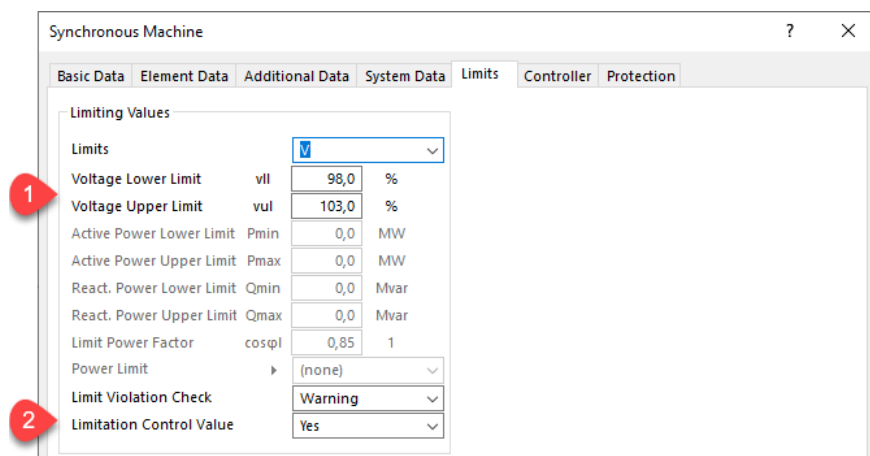 Synchronous Machine ? ×
Basic Data Element Data Additional Data System Data Limits Controller Protection
Limiting Values
Limits V
Voltage Lower Limit vll 98,0 %
1
Voltage Upper Limit vul 103,0 %
Active Power Lower Limit Pmin 0,0 MW
Active Power Upper Limit Pmax 0,0 MW
React. Power Lower Limit Qmin 0,0 Mvar
React. Power Upper Limit Qmax 0,0 Mvar
Limit Power Factor cosφl 0,85 1
Power Limit (none)
Limit Violation Check Warning
2 Limitation Control Value Yes